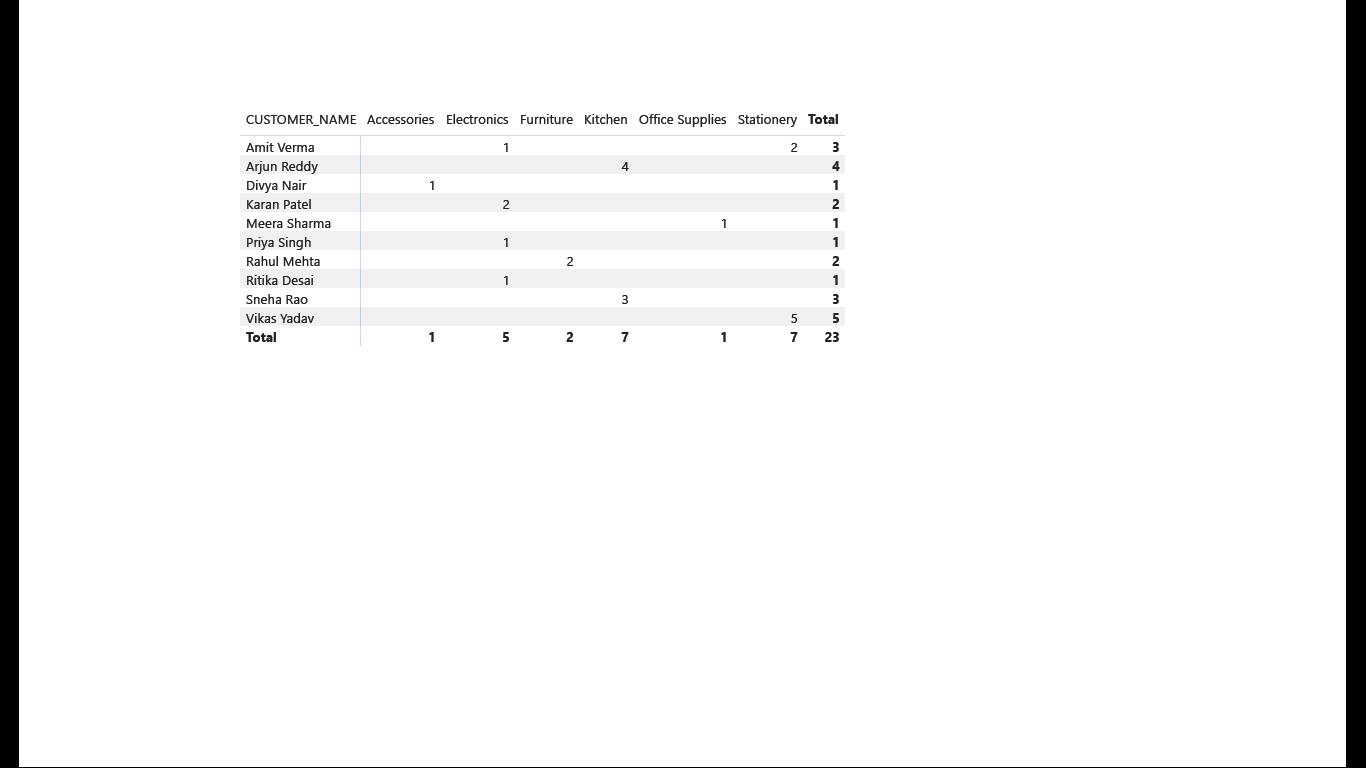 CUSTOMER_NAME Accessories Electronics Furniture Kitchen Office Supplies Stationery Total
Amit Verma 1 2 3
Arjun Reddy 4 4
Divya Nair 1 1
Karan Patel 2 2
Meera Sharma 1 1
Priya Singh 1 1
Rahul Mehta 2 2
Ritika Desai 1 1
Sneha Rao 3 3
Vikas Yadav 5 5
Total 1 5 2 7 1 7 23